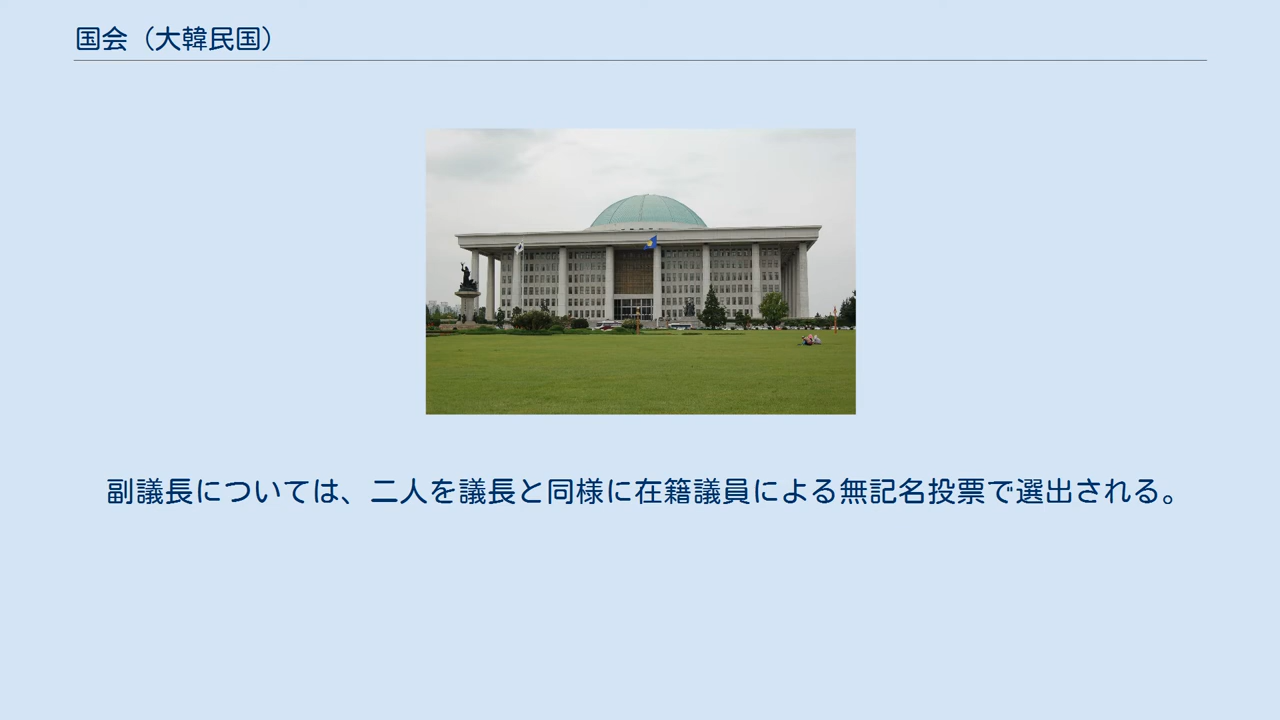 国会（大韓民国）
副議長については、二人を議長と同様に在籍議員による無記名投票で選出される。